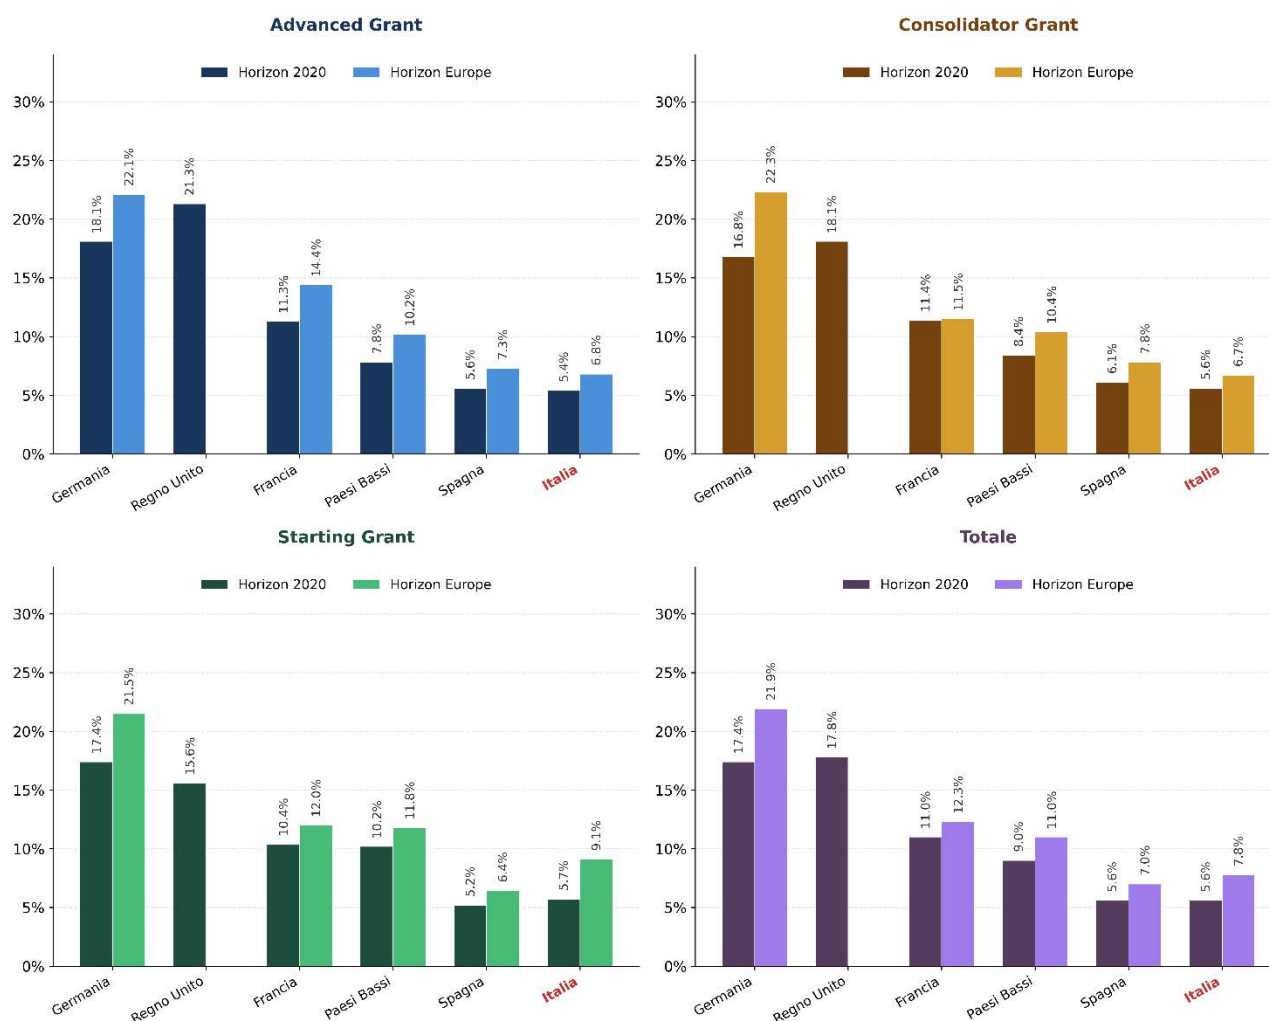 Advanced Grant
Horizon 2020
Horizon Europe
30%
25%
20%
15%
10%
5%
0%
18.1%
22.1%
21.3%
11.3%
14.4%
7.8%
10.2%
5.6%
7.3%
5.4%
6.8%
Germania
Regno Unito
Francia
Paesi Bassi
Spagna
Italia
Consolidator Grant
Horizon 2020
Horizon Europe
30%
25%
20%
15%
10%
5%
0%
16.8%
22.3%
18.1%
11.4%
11.5%
8.4%
10.4%
6.1%
7.8%
5.6%
6.7%
Germania
Regno Unito
Francia
Paesi Bassi
Spagna
Italia
Starting Grant
Horizon 2020
Horizon Europe
30%
25%
20%
15%
10%
5%
0%
17.4%
21.5%
15.6%
10.4%
12.0%
10.2%
11.8%
5.2%
6.4%
5.7%
9.1%
Germania
Regno Unito
Francia
Paesi Bassi
Spagna
Italia
Totale
Horizon 2020
Horizon Europe
30%
25%
20%
15%
10%
5%
0%
17.4%
21.9%
17.8%
11.0%
12.3%
9.0%
11.0%
5.6%
7.0%
5.6%
7.8%
Germania
Regno Unito
Francia
Paesi Bassi
Spagna
Italia